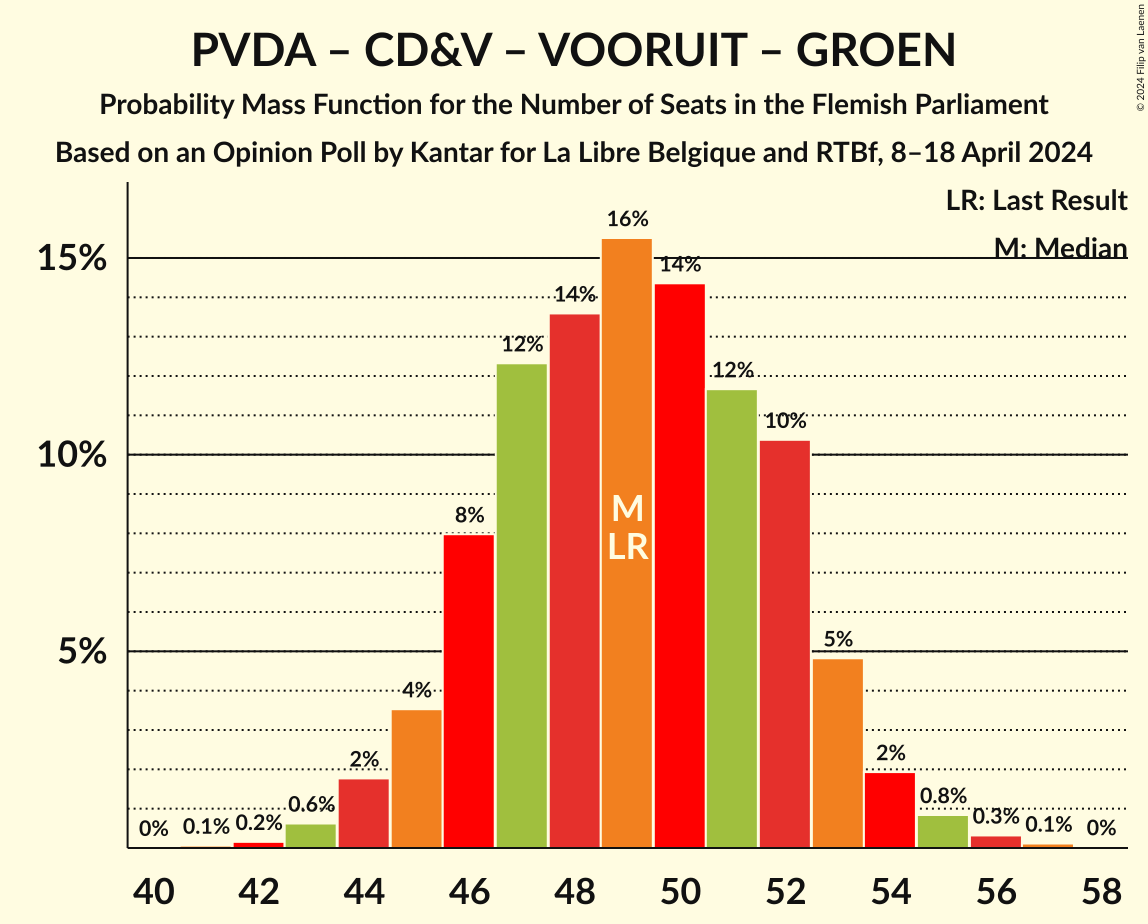 PVDA – CD&V – VOORUIT – GROEN
Probability Mass Function for the Number of Seats in the Flemish Parliament
Based on an Opinion Poll by Kantar for La Libre Belgique and RTBf, 8–18 April 2024
© 2024 Filip van Laenen
LR: Last Result
M: Median
15%
10%
5%
0%
0.1%
0.2%
0.6%
2%
4%
8%
12%
14%
16%
14%
12%
10%
5%
2%
0.8%
0.3%
0.1%
0%
M
LR
40 42 44 46 48 50 52 54 56 58